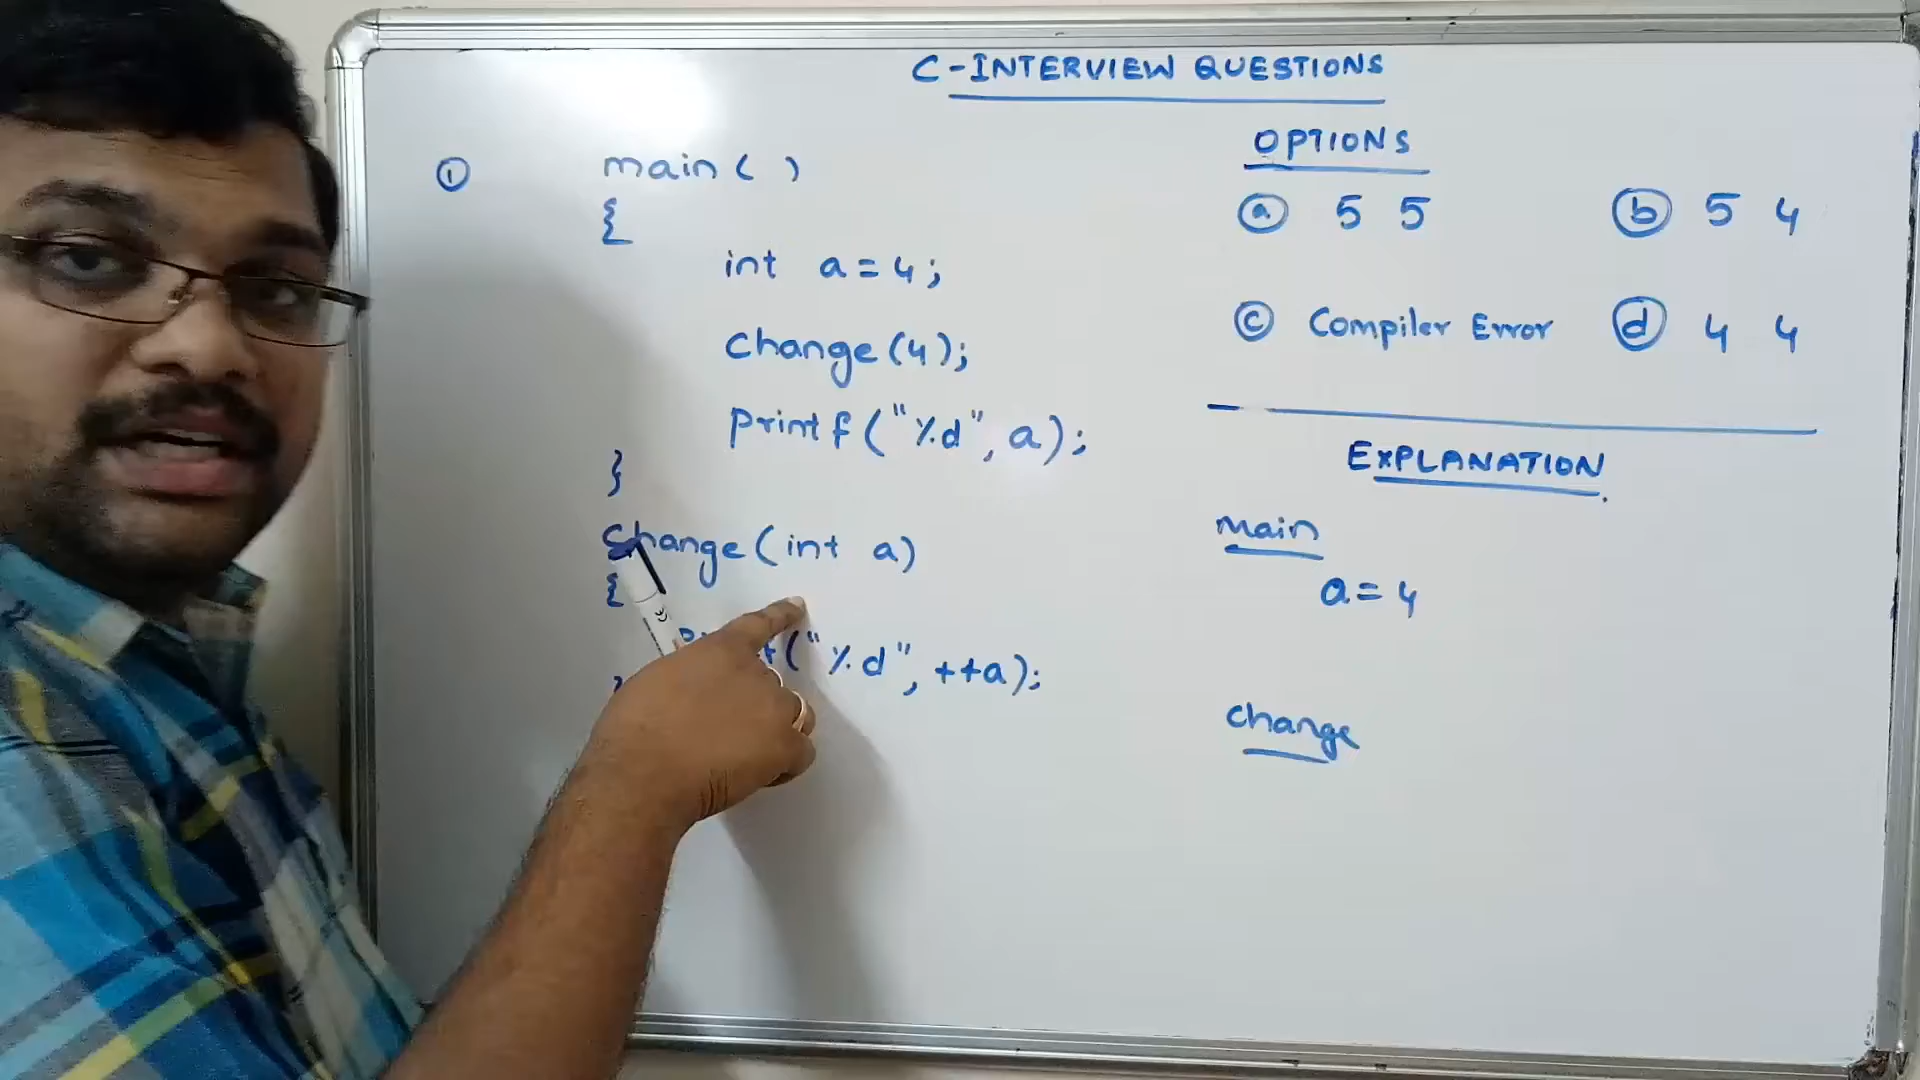 C-INTERVIEW QUESTIONS
① main( )
{
int a=4;
change(4);
Printf("%d", a);
}
change(int a)
{
("%d", ++a);
OPTIONS
ⓐ 5 5
ⓑ 5 4
ⓒ Compiler Error
ⓓ 4 4
EXPLANATION
main
a=4
change